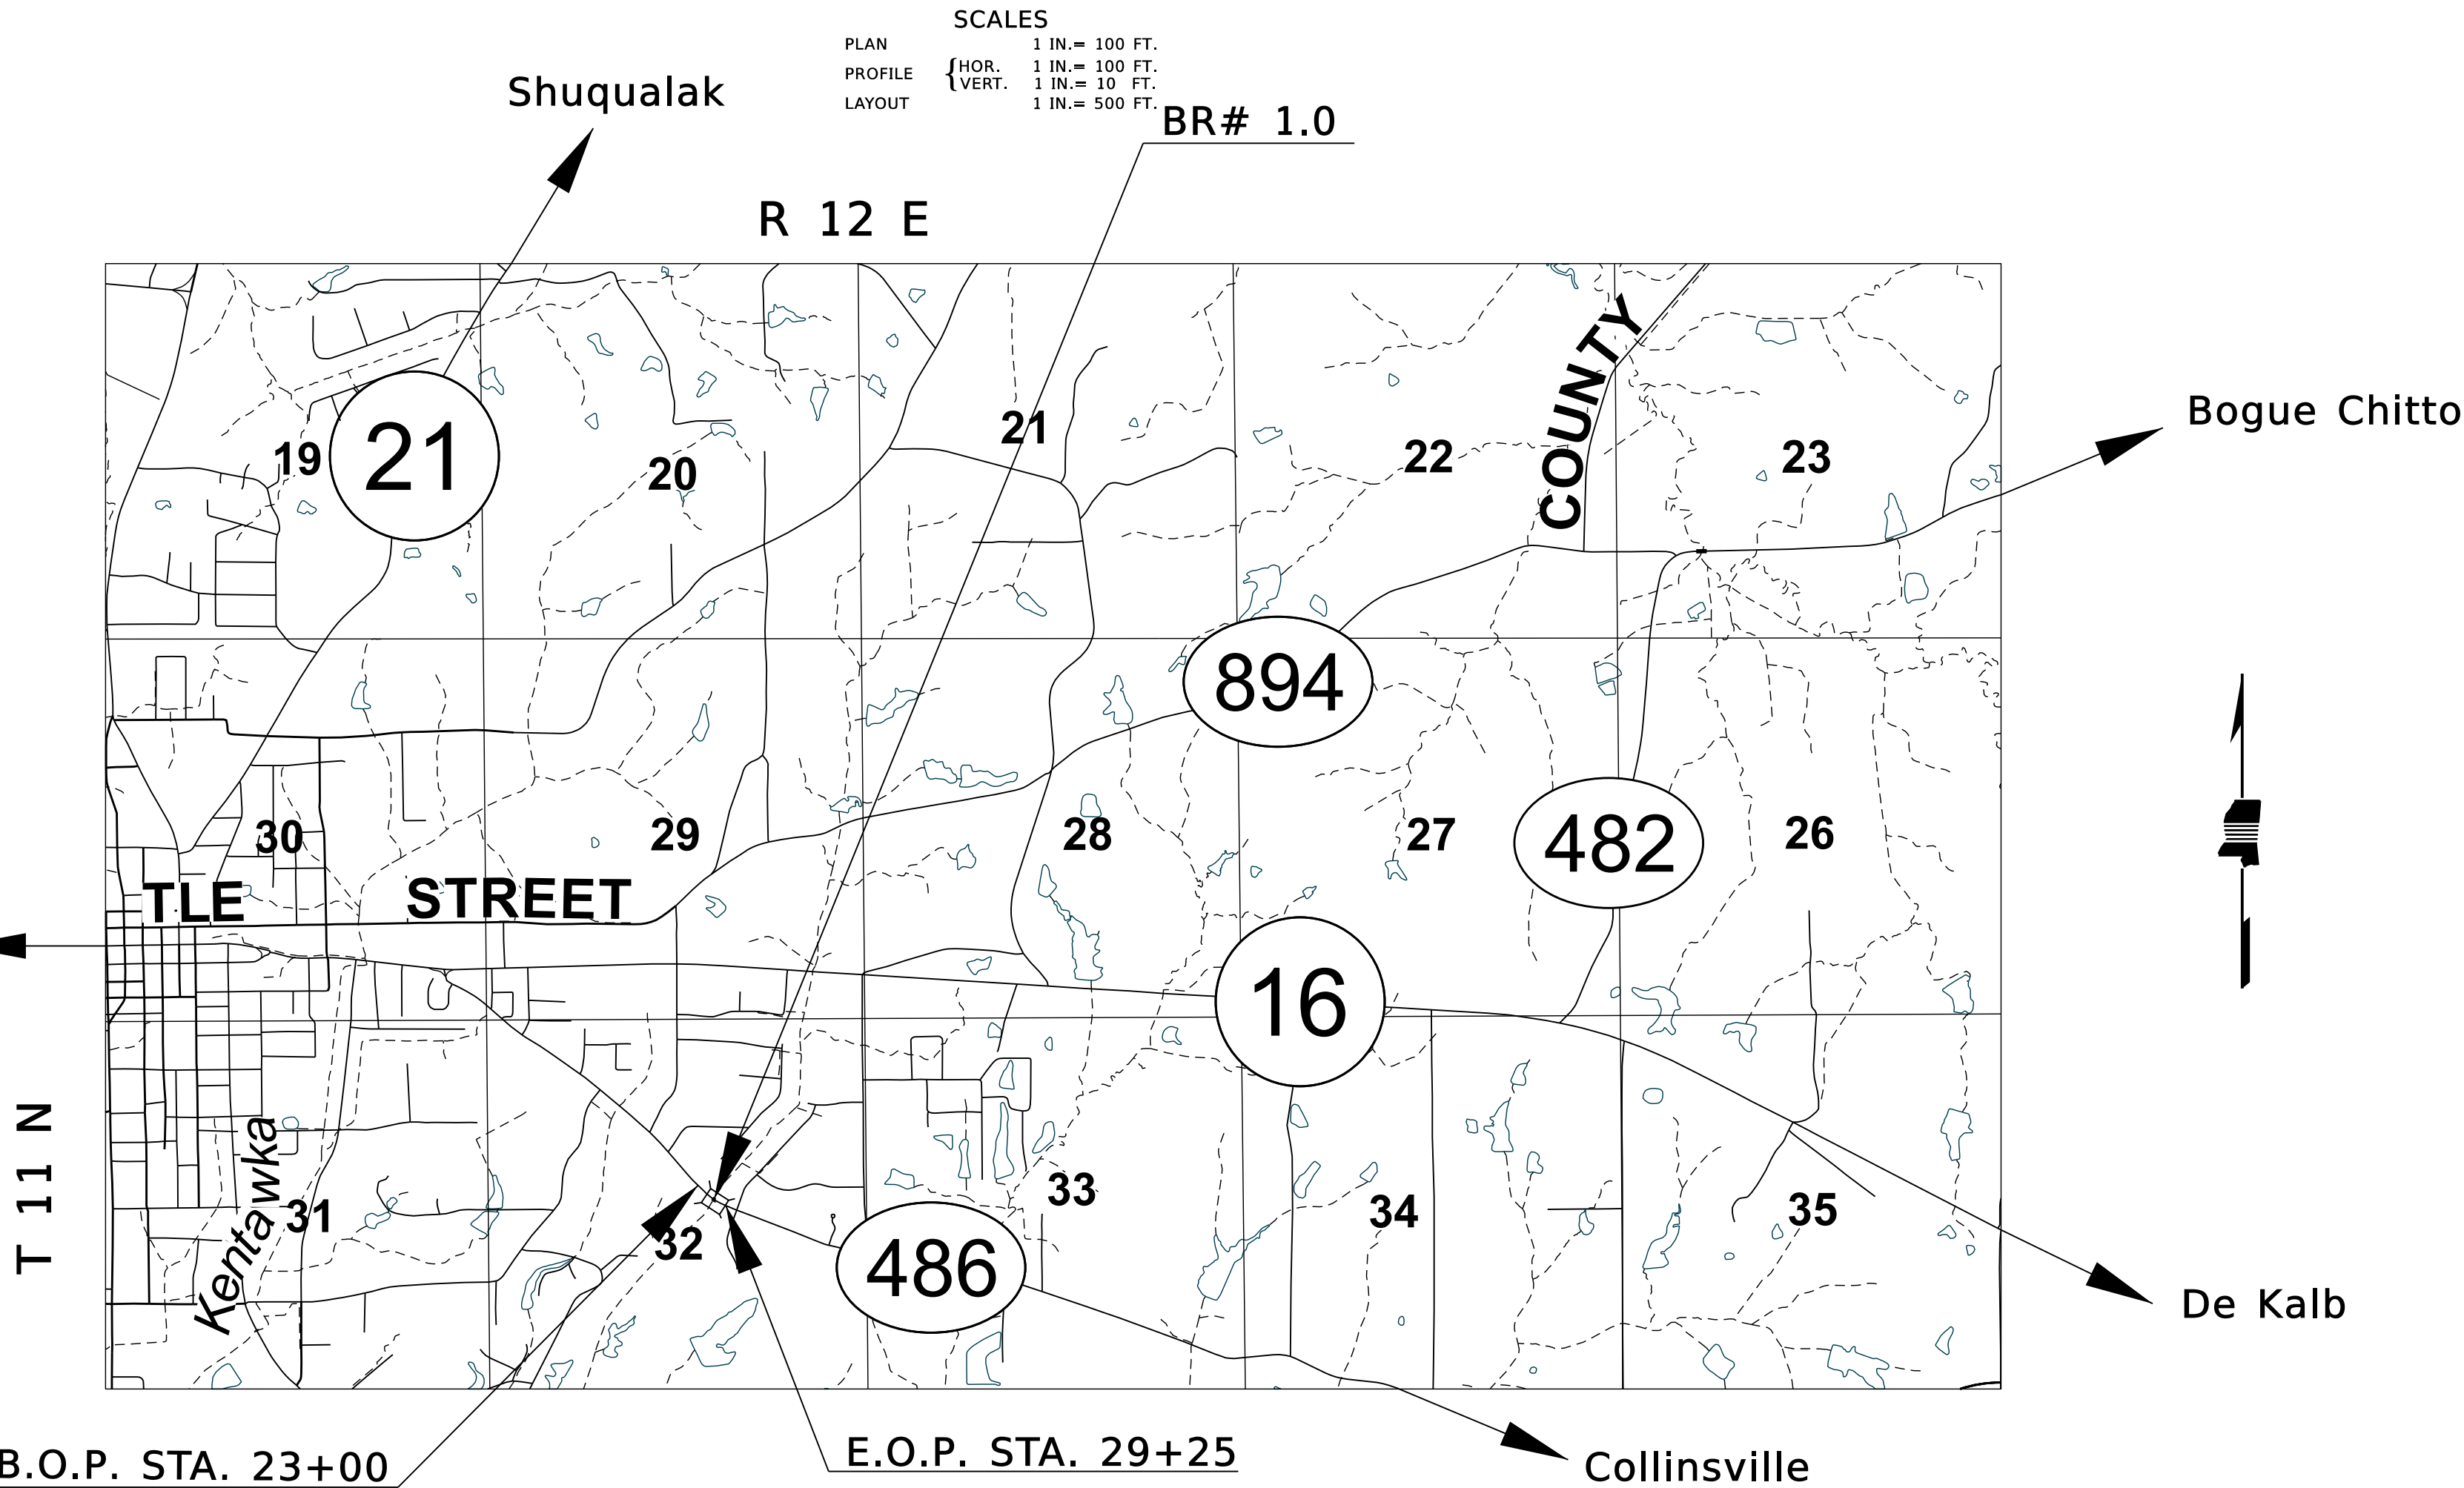 SCALES
PLAN 1 IN.= 100 FT.
PROFILE { HOR. 1 IN.= 100 FT.
VERT. 1 IN.= 10 FT.
LAYOUT 1 IN.= 500 FT.
Shuqualak
BR# 1.0
R 12 E
COUNTY
Bogue Chitto
19
21
20
21
22
23
894
30
29
28
27
482
26
TLE STREET
16
T 11 N
Kentawka
31
32
33
34
35
486
De Kalb
B.O.P. STA. 23+00
E.O.P. STA. 29+25
Collinsville